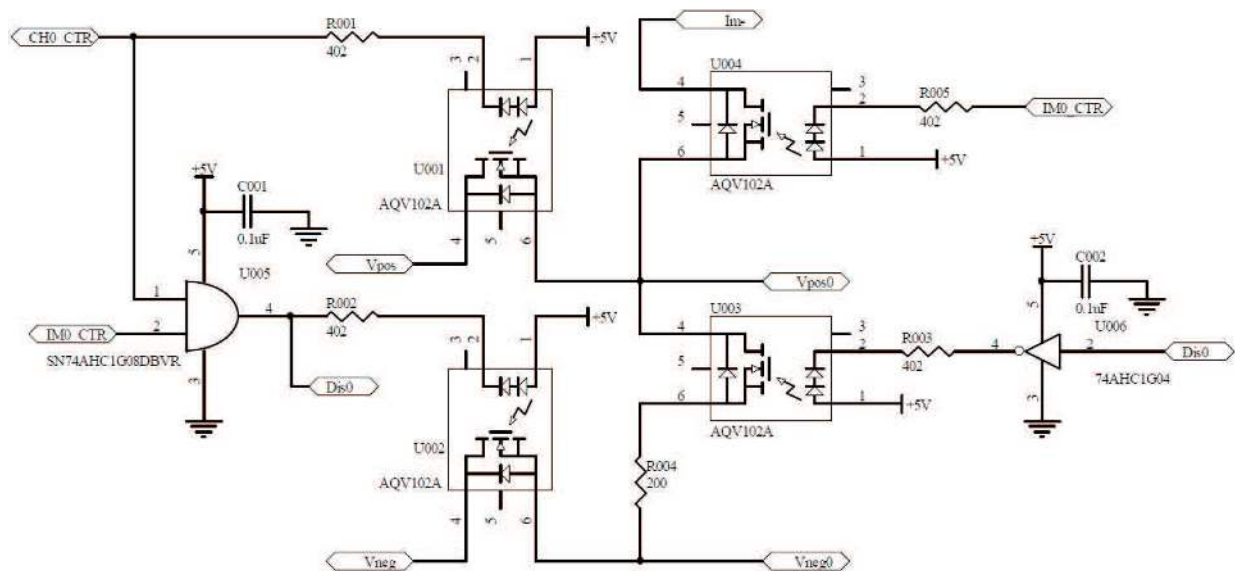 CH0_CTR
R001
402
3
2
1
+5V
U001
AQV102A
4
5
6
Vpos
Im-
4
U004
3
5
2
R005
402
IM0_CTR
6
1
+5V
AQV102A
+5V
C001
0.1uF
5
U005
1
4
IM0_CTR
2
SN74AHC1G08DBVR
3
R002
402
Dis0
3
2
1
+5V
U002
AQV102A
4
5
6
Vneg
Vpos0
U003
4
3
5
2
R003
402
6
1
+5V
AQV102A
R004
200
Vneg0
+5V
C002
0.1uF
5
U006
4
2
Dis0
74AHC1G04
3